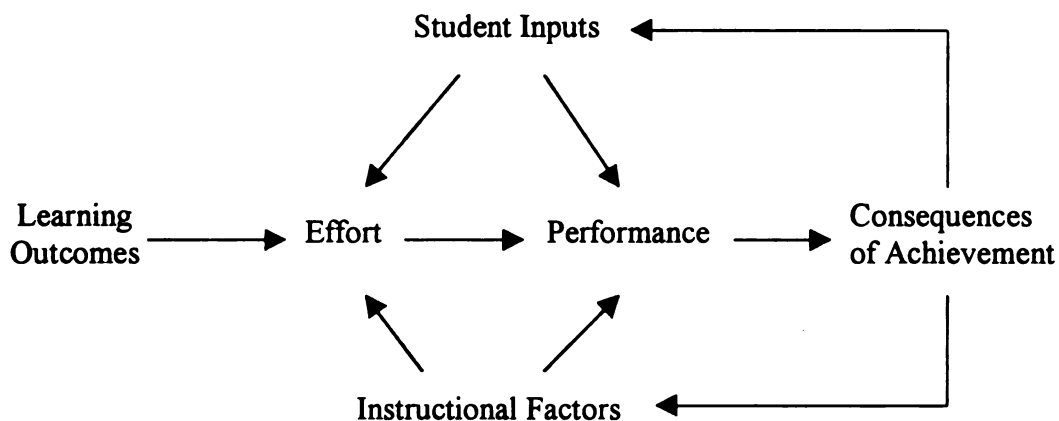 Student Inputs
Learning
Outcomes
Effort
Performance
Consequences
of Achievement
Instructional Factors